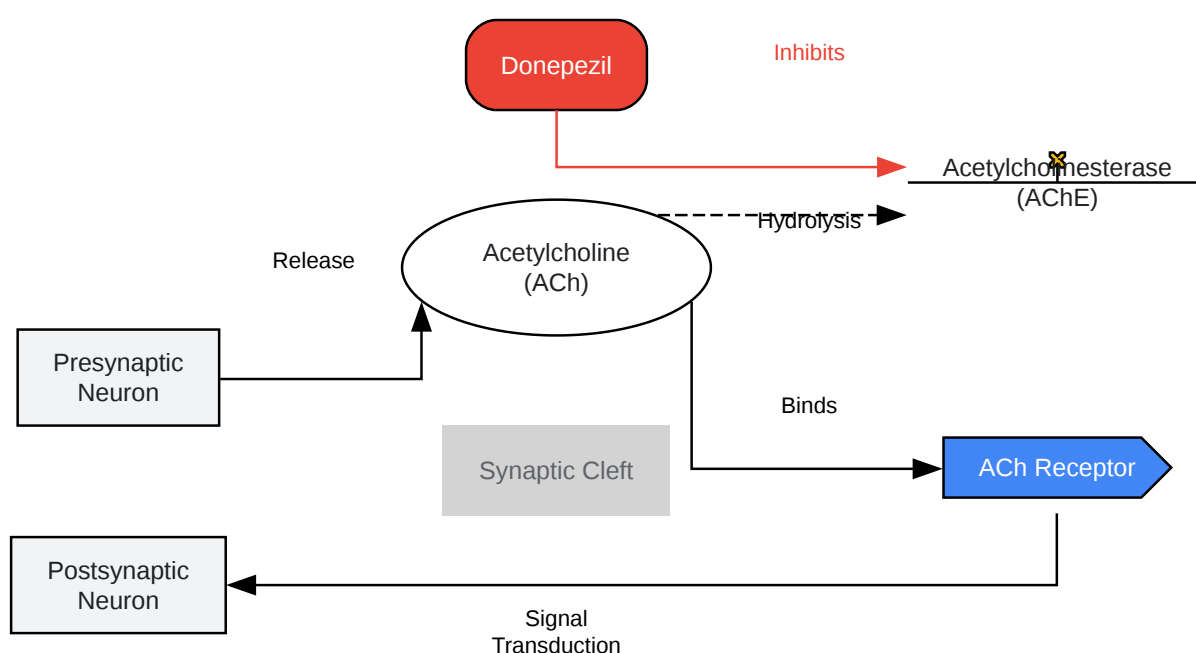 Donepezil
Inhibits
Acetylcholinesterase
(AChE)
Hydrolysis
Acetylcholine
(ACh)
Release
Presynaptic
Neuron
Binds
Synaptic Cleft
ACh Receptor
Postsynaptic
Neuron
Signal
Transduction